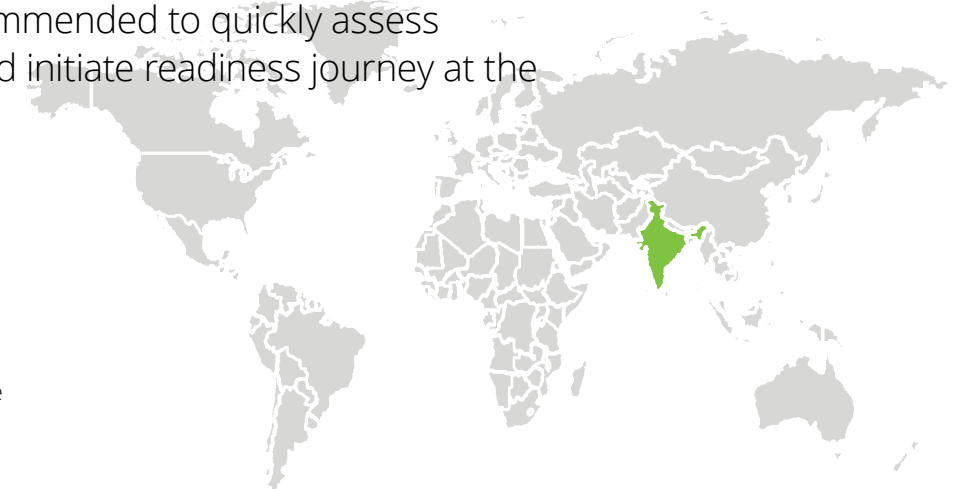 mmended to quickly assess
d initiate readiness journey at the
e